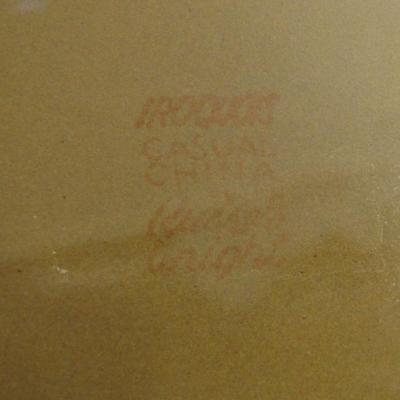 IROQUOIS
CASUAL
CHINA
Russel
Wright